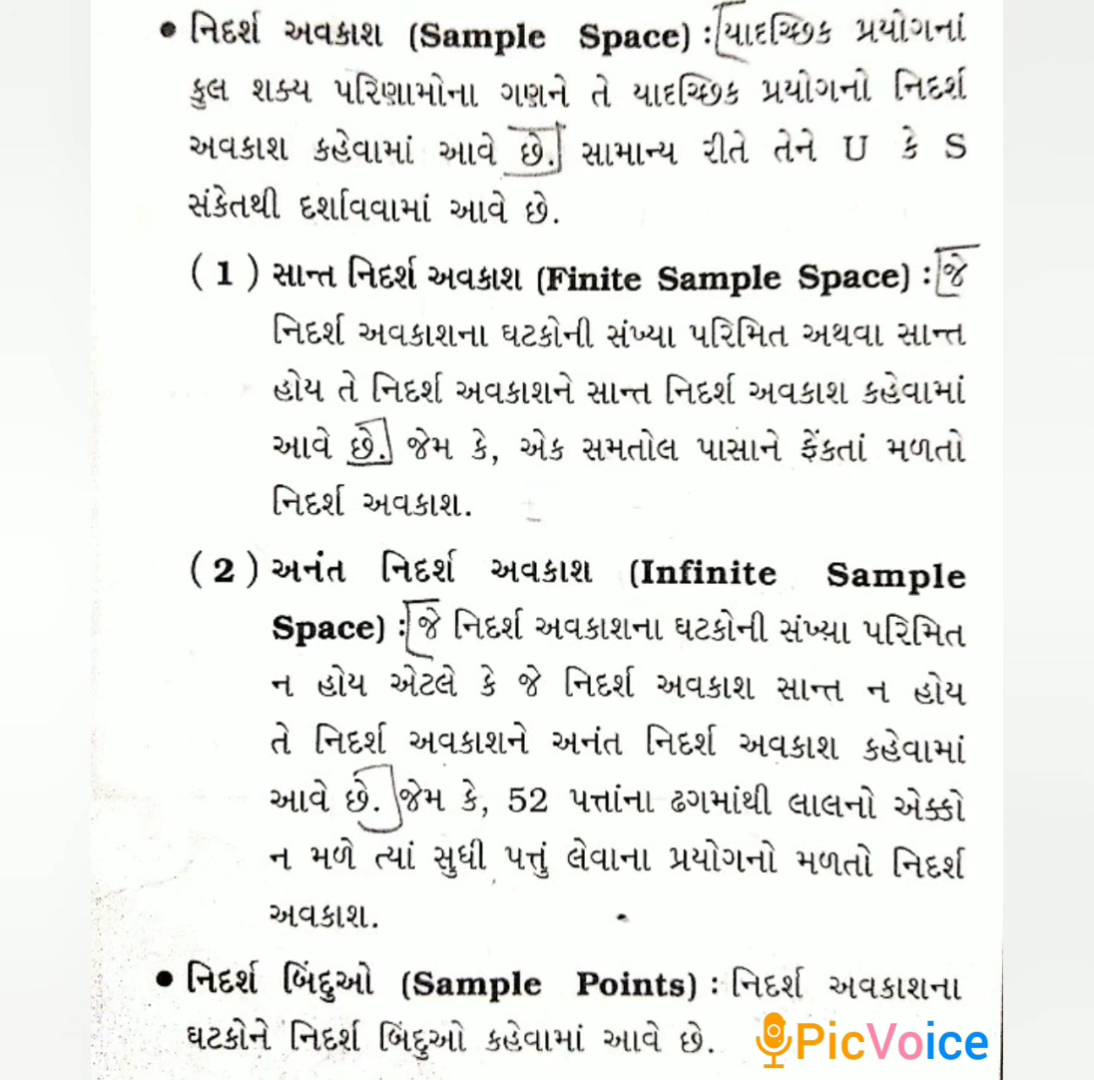 • નિદર્શ અવકાશ (Sample Space) : યાદચ્છિક પ્રયોગનાં
કુલ શક્ય પરિણામોના ગણને તે યાદચ્છિક પ્રયોગનો નિદર્શ
અવકાશ કહેવામાં આવે છે. સામાન્ય રીતે તેને U કે S
સંકેતથી દર્શાવવામાં આવે છે.
( 1 ) સાન્ત નિદર્શ અવકાશ (Finite Sample Space) : જે
નિદર્શ અવકાશના ઘટકોની સંખ્યા પરિમિત અથવા સાન્ત
હોય તે નિદર્શ અવકાશને સાન્ત નિદર્શ અવકાશ કહેવામાં
આવે છે. જેમ કે, એક સમતોલ પાસાને ફેંકતાં મળતો
નિદર્શ અવકાશ.
( 2 ) અનંત નિદર્શ અવકાશ (Infinite Sample
Space) : જે નિદર્શ અવકાશના ઘટકોની સંખ્યા પરિમિત
ન હોય એટલે કે જે નિદર્શ અવકાશ સાન્ત ન હોય
તે નિદર્શ અવકાશને અનંત નિદર્શ અવકાશ કહેવામાં
આવે છે. જેમ કે, 52 પત્તાંના ઢગમાંથી લાલનો એક્કો
ન મળે ત્યાં સુધી પત્તું લેવાના પ્રયોગનો મળતો નિદર્શ
અવકાશ.
• નિદર્શ બિંદુઓ (Sample Points) : નિદર્શ અવકાશના
ઘટકોને નિદર્શ બિંદુઓ કહેવામાં આવે છે.
PicVoice